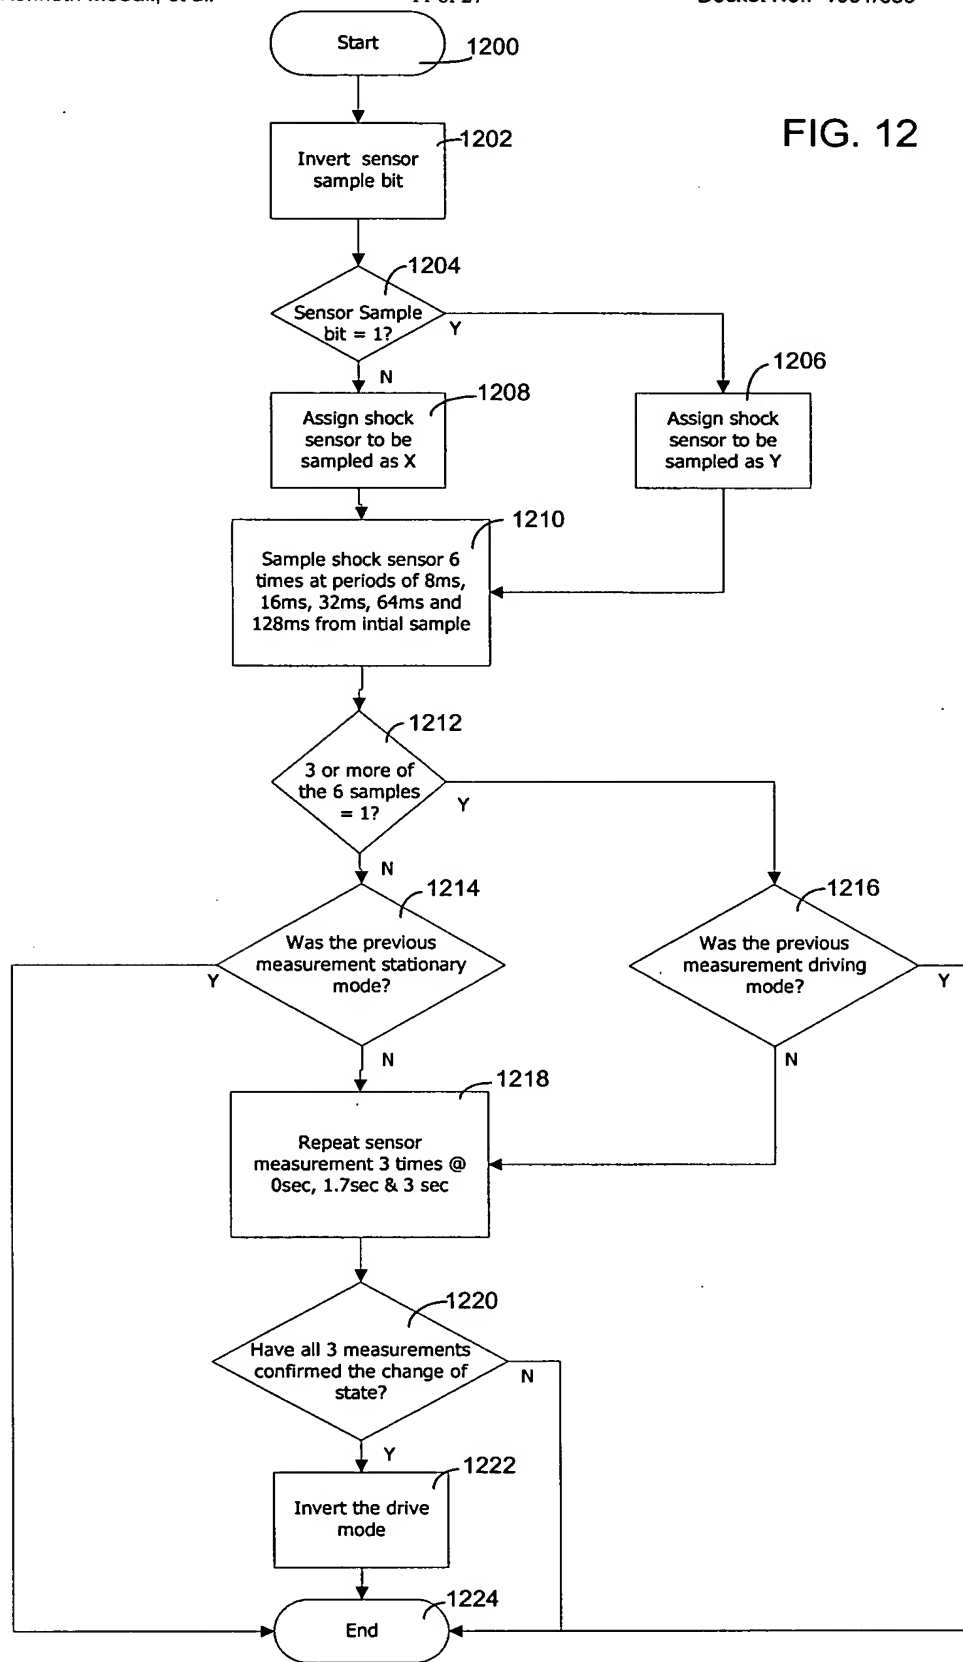 11 of 27
Start
1200
FIG. 12
1202
Invert sensor
sample bit
1204
Sensor Sample
bit = 1?
Y
N
1208
1206
Assign shock
sensor to be
sampled as X
Assign shock
sensor to be
sampled as Y
1210
Sample shock sensor 6
times at periods of 8ms,
16ms, 32ms, 64ms and
128ms from intial sample
1212
3 or more of
the 6 samples
= 1?
Y
N
1214
1216
Was the previous
measurement stationary
mode?
Y
N
Was the previous
measurement driving
mode?
Y
N
1218
Repeat sensor
measurement 3 times @
0sec, 1.7sec & 3 sec
1220
Have all 3 measurements
confirmed the change of
state?
N
Y
1222
Invert the drive
mode
1224
End